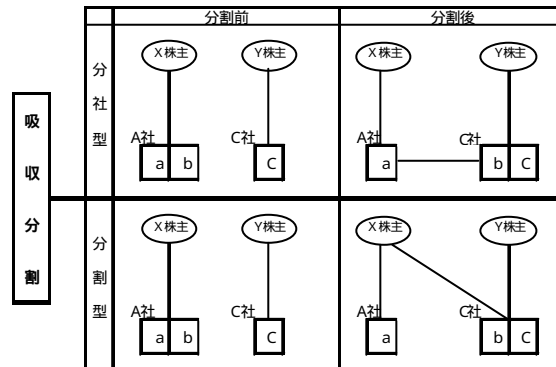 分割前 分割後
吸収分割
分社型
X株主 Y株主 X株主 Y株主
A社 C社 A社 C社
a b C a b C
分割型
X株主 Y株主 X株主 Y株主
A社 C社 A社 C社
a b C a b C